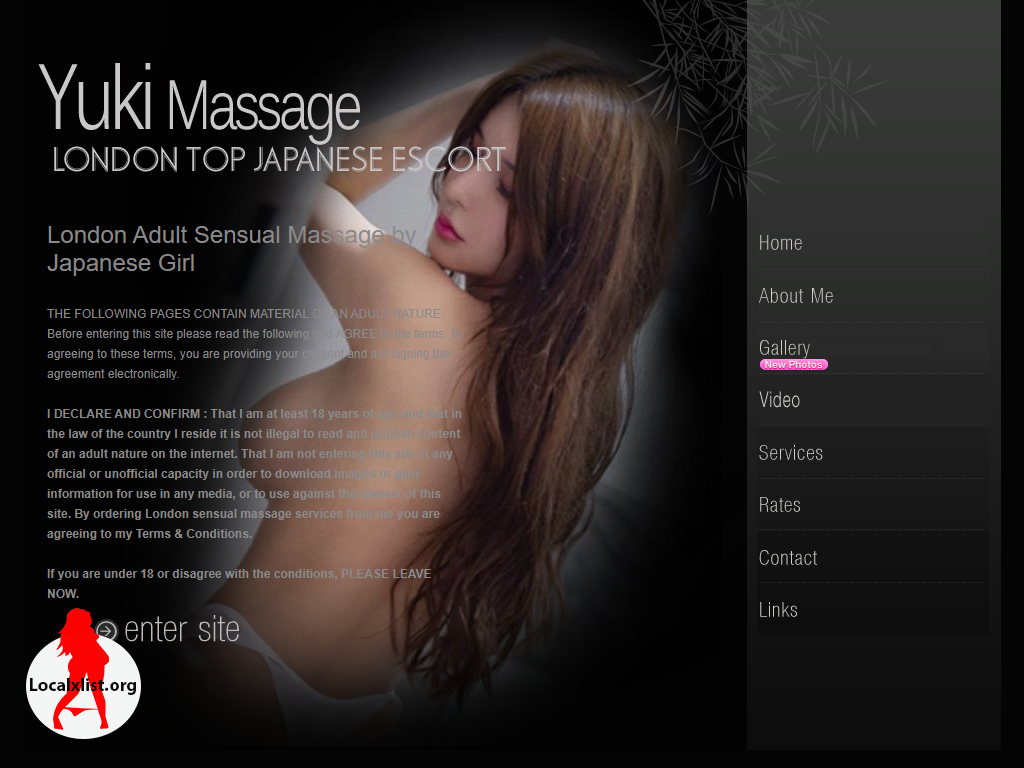 Yuki Massage
LONDON TOP JAPANESE ESCORT
London Adult Sensual Massage by
Japanese Girl
THE FOLLOWING PAGES CONTAIN MATERIAL OF AN ADULT NATURE
Before entering this site please read the following and AGREE to the terms. By
agreeing to these terms, you are providing your consent and are signing the
agreement electronically.
I DECLARE AND CONFIRM : That I am at least 18 years of age and that in
the law of the country I reside it is not illegal to read and content
of an adult nature on the internet. That I am not entering this site in any
official or unofficial capacity in order to download images or gain
information for use in any media, or to use against the owners of this
site. By ordering London sensual massage services from me you are
agreeing to my Terms & Conditions.
If you are under 18 or disagree with the conditions, PLEASE LEAVE
NOW.
enter site
Localxlist.org
Home
About Me
Gallery
New Photos
Video
Services
Rates
Contact
Links